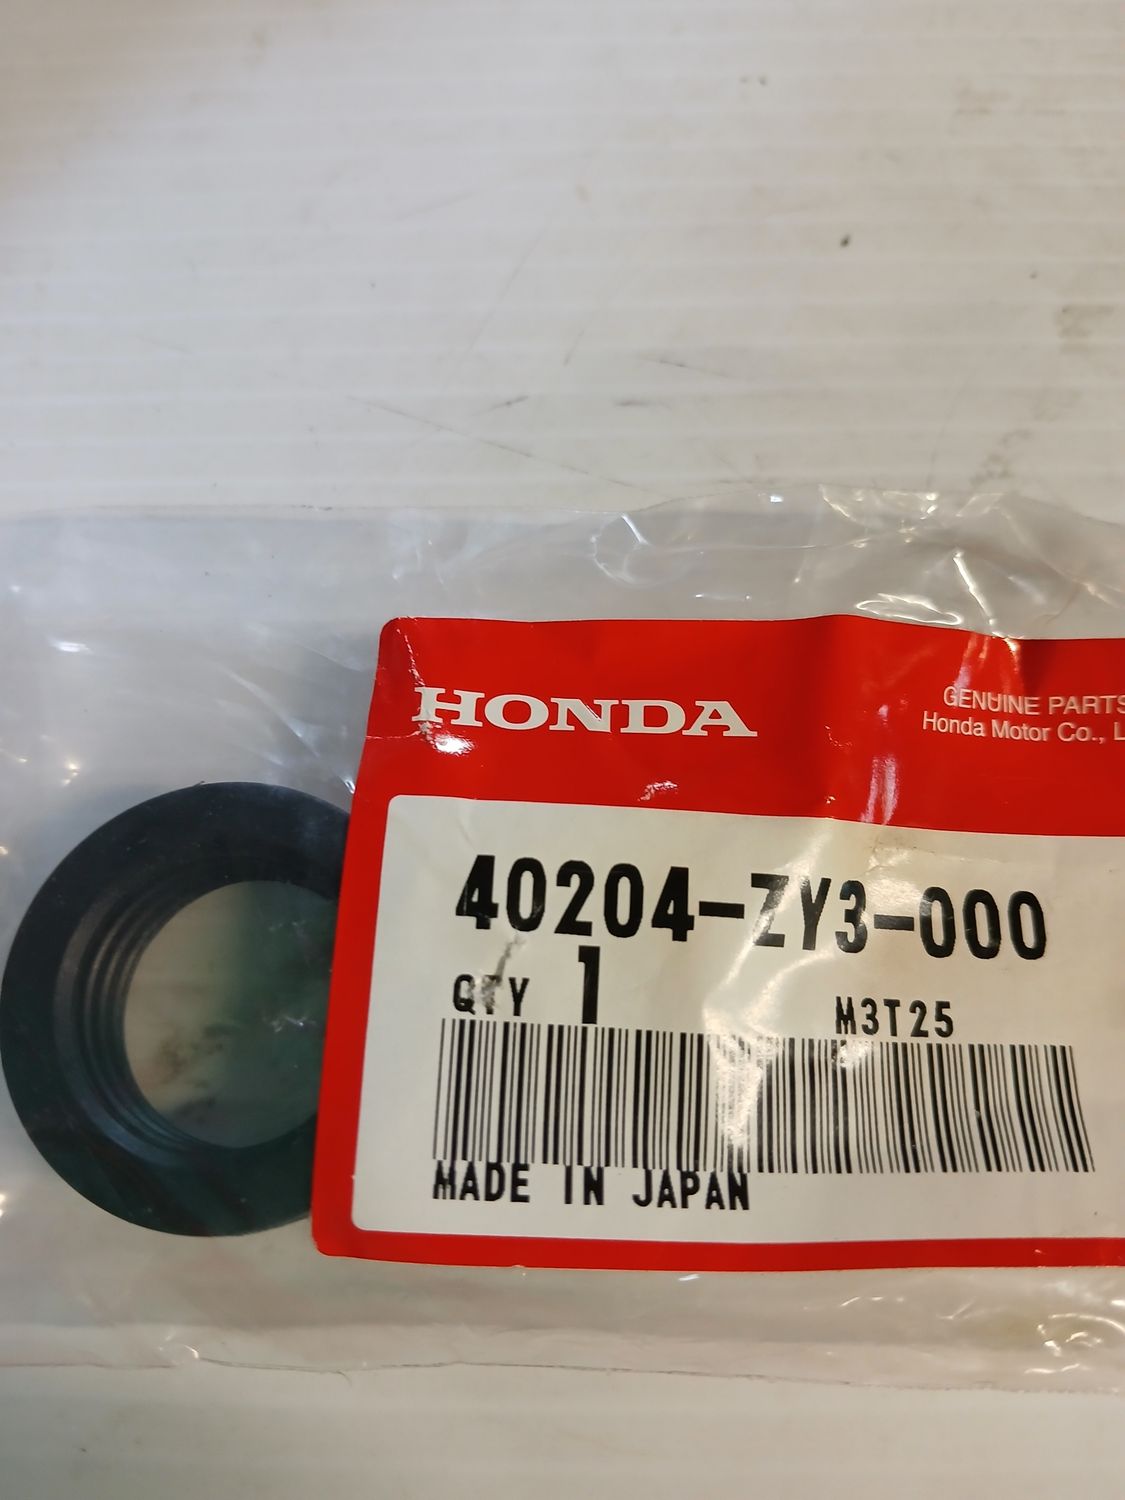 HONDA
GENUINE PARTS
Honda Motor Co., L
40204-ZY3-000
QTY 1
M3T25
MADE IN JAPAN